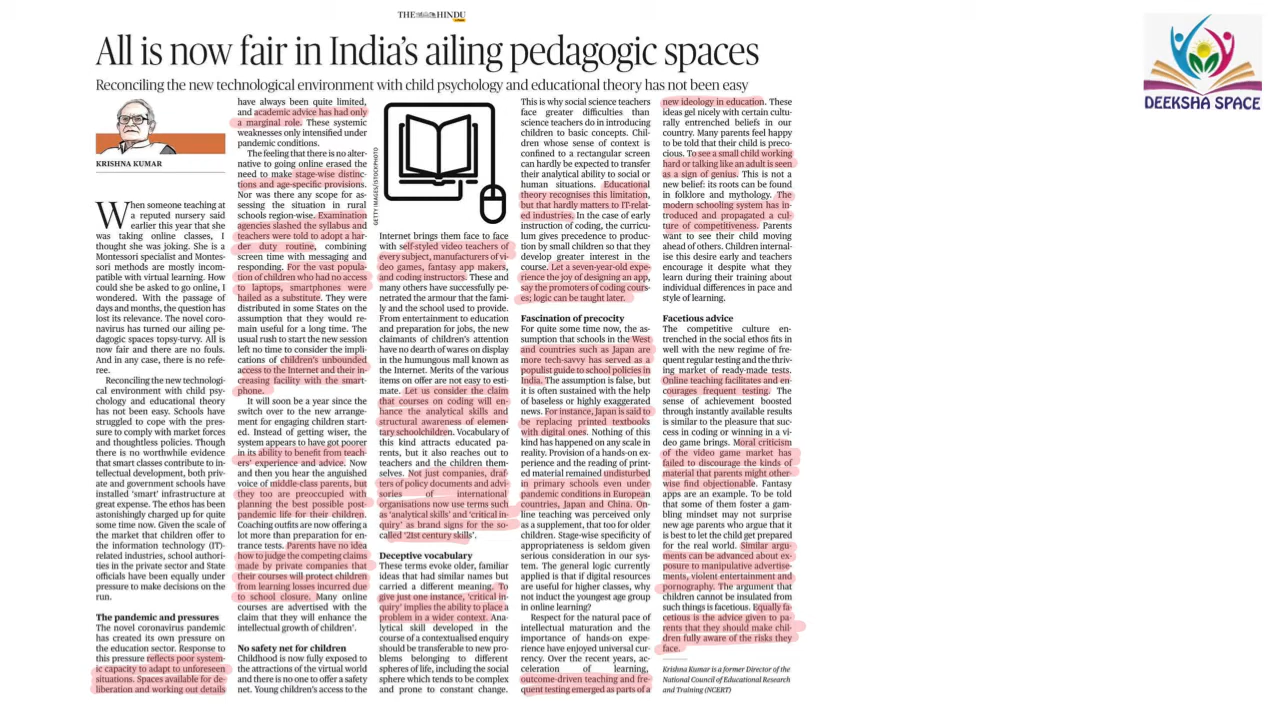 THE HINDU
All is now fair in India's ailing pedagogic spaces
Reconciling the new technological environment with child psychology and educational theory has not been easy
DEEKSHA SPACE
KRISHNA KUMAR
When someone teaching at
a reputed nursery said
earlier this year that she
was taking online classes, I
thought she was joking. She is a
Montessori specialist and Montes-
sori methods are mostly incom-
patible with virtual learning. How
could she be asked to go online, I
wondered. With the passage of
days and months, the question has
lost its relevance. The novel coro-
navirus has turned our ailing pe-
dagogic spaces topsy-turvy. All is
now fair and there are no fouls.
And in any case, there is no refe-
ree.
Reconciling the new technologi-
cal environment with child psy-
chology and educational theory
has not been easy. Schools have
struggled to cope with the pres-
sure to comply with market forces
and thoughtless policies. Though
there is no worthwhile evidence
that smart classes contribute to in-
tellectual development, both priv-
ate and government schools have
installed 'smart' infrastructure at
great expense. The ethos has been
astonishingly charged up for quite
some time now. Given the scale of
the market that children offer to
the information technology (IT)-
related industries, school authori-
ties in the private sector and State
officials have been equally under
pressure to make decisions on the
run.
The pandemic and pressures
The novel coronavirus pandemic
has created its own pressure on
the education sector. Response to
this pressure reflects poor system-
ic capacity to adapt to unforeseen
situations. Spaces available for de-
liberation and working out details
have always been quite limited,
and academic advice has had only
a marginal role. These systemic
weaknesses only intensified under
pandemic conditions.
The feeling that there is no alter-
native to going online erased the
need to make stage-wise distinc-
tions and age-specific provisions.
Nor was there any scope for as-
sessing the situation in rural
schools region-wise. Examination
agencies slashed the syllabus and
teachers were told to adopt a har-
der duty routine, combining
screen time with messaging and
responding. For the vast popula-
tion of children who had no access
to laptops, smartphones were
hailed as a substitute. They were
distributed in some States on the
assumption that they would re-
main useful for a long time. The
usual rush to start the new session
left no time to consider the impli-
cations of children's unbounded
access to the Internet and their in-
creasing facility with the smart-
phone.
It will soon be a year since the
switch over to the new arrange-
ment for engaging children start-
ed. Instead of getting wiser, the
system appears to have got poorer
in its ability to benefit from teach-
ers' experience and advice. Now
and then you hear the anguished
voice of middle-class parents, but
they too are preoccupied with
planning the best possible post-
pandemic life for their children.
Coaching outfits are now offering a
lot more than preparation for en-
trance tests. Parents have no idea
how to judge the competing claims
made by private companies that
their courses will protect children
from learning losses incurred due
to school closure. Many online
courses are advertised with the
claim that they will enhance the
intellectual growth of children'.
No safety net for children
Childhood is now fully exposed to
the attractions of the virtual world
and there is no one to offer a safety
net. Young children's access to the
GETTY IMAGES/ISTOCKPHOTO
Internet brings them face to face
with self-styled video teachers of
every subject, manufacturers of vi-
deo games, fantasy app makers,
and coding instructors. These and
many others have successfully pe-
netrated the armour that the fami-
ly and the school used to provide.
From entertainment to education
and preparation for jobs, the new
claimants of children's attention
have no dearth of wares on display
in the humungous mall known as
the Internet. Merits of the various
items on offer are not easy to esti-
mate. Let us consider the claim
that courses on coding will en-
hance the analytical skills and
structural awareness of elemen-
tary schoolchildren. Vocabulary of
this kind attracts educated pa-
rents, but it also reaches out to
teachers and the children them-
selves. Not just companies, draf-
ters of policy documents and advi-
sories of international
organisations now use terms such
as 'analytical skills' and 'critical in-
quiry' as brand signs for the so-
called '21st century skills'.
Deceptive vocabulary
These terms evoke older, familiar
ideas that had similar names but
carried a different meaning. To
give just one instance, 'critical in-
quiry' implies the ability to place a
problem in a wider context. Ana-
lytical skill developed in the
course of a contextualised enquiry
should be transferable to new pro-
blems belonging to different
spheres of life, including the social
sphere which tends to be complex
and prone to constant change.
This is why social science teachers
face greater difficulties than
science teachers do in introducing
children to basic concepts. Chil-
dren whose sense of context is
confined to a rectangular screen
can hardly be expected to transfer
their analytical ability to social or
human situations. Educational
theory recognises this limitation,
but that hardly matters to IT-relat-
ed industries. In the case of early
instruction of coding, the curricu-
lum gives precedence to produc-
tion by small children so that they
develop greater interest in the
course. Let a seven-year-old expe-
rience the joy of designing an app,
say the promoters of coding cours-
es; logic can be taught later.
Fascination of precocity
For quite some time now, the as-
sumption that schools in the West
and countries such as Japan are
more tech-savvy has served as a
populist guide to school policies in
India. The assumption is false, but
it is often sustained with the help
of baseless or highly exaggerated
news. For instance, Japan is said to
be replacing printed textbooks
with digital ones. Nothing of this
kind has happened on any scale in
reality. Provision of a hands-on ex-
perience and the reading of print-
ed material remained undisturbed
in primary schools even under
pandemic conditions in European
countries, Japan and China. On-
line teaching was perceived only
as a supplement, that too for older
children. Stage-wise specificity of
appropriateness is seldom given
serious consideration in our sys-
tem. The general logic currently
applied is that if digital resources
are useful for higher classes, why
not induct the youngest age group
in online learning?
Respect for the natural pace of
intellectual maturation and the
importance of hands-on expe-
rience have enjoyed universal cur-
rency. Over the recent years, ac-
celeration of learning,
outcome-driven teaching and fre-
quent testing emerged as parts of a
new ideology in education. These
ideas gel nicely with certain cultu-
rally entrenched beliefs in our
country. Many parents feel happy
to be told that their child is preco-
cious. To see a small child working
hard or talking like an adult is seen
as a sign of genius. This is not a
new belief: its roots can be found
in folklore and mythology. The
modern schooling system has in-
troduced and propagated a cul-
ture of competitiveness. Parents
want to see their child moving
ahead of others. Children internal-
ise this desire early and teachers
encourage it despite what they
learn during their training about
individual differences in pace and
style of learning.
Facetious advice
The competitive culture en-
trenched in the social ethos fits in
well with the new regime of fre-
quent regular testing and the thriv-
ing market of ready-made tests.
Online teaching facilitates and en-
courages frequent testing. The
sense of achievement boosted
through instantly available results
is similar to the pleasure that suc-
cess in coding or winning in a vi-
deo game brings. Moral criticism
of the video game market has
failed to discourage the kinds of
material that parents might other-
wise find objectionable. Fantasy
apps are an example. To be told
that some of them foster a gam-
bling mindset may not surprise
new age parents who argue that it
is best to let the child get prepared
for the real world. Similar argu-
ments can be advanced about ex-
posure to manipulative advertise-
ments, violent entertainment and
pornography. The argument that
children cannot be insulated from
such things is facetious. Equally fa-
cetious is the advice given to pa-
rents that they should make chil-
dren fully aware of the risks they
face.
Krishna Kumar is a former Director of the
National Council of Educational Research
and Training (NCERT)